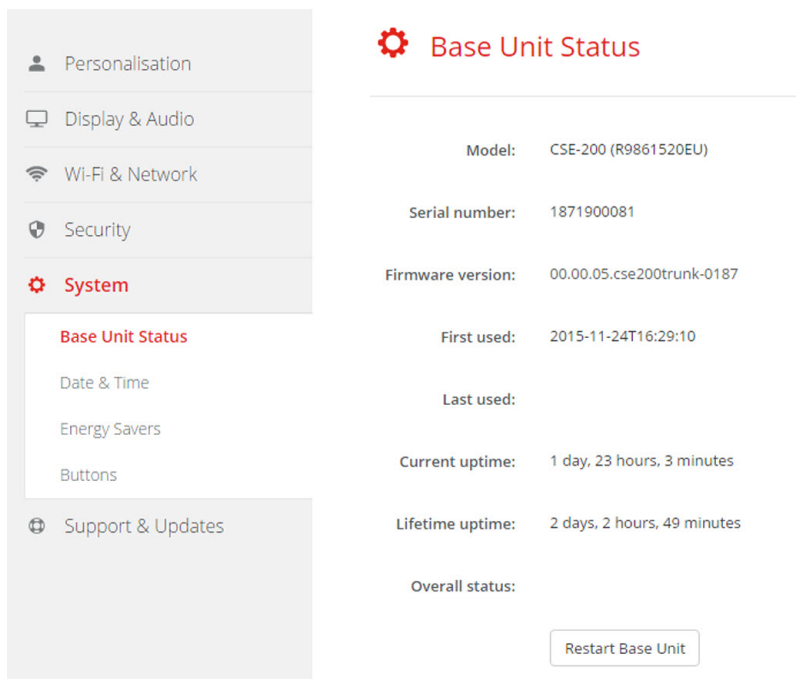 Personalisation
Display & Audio
Wi-Fi & Network
Security
System
Base Unit Status
Date & Time
Energy Savers
Buttons
Support & Updates
Base Unit Status
Model: CSE-200 (R9861520EU)
Serial number: 1871900081
Firmware version: 00.00.05.cse200trunk-0187
First used: 2015-11-24T16:29:10
Last used:
Current uptime: 1 day, 23 hours, 3 minutes
Lifetime uptime: 2 days, 2 hours, 49 minutes
Overall status:
Restart Base Unit